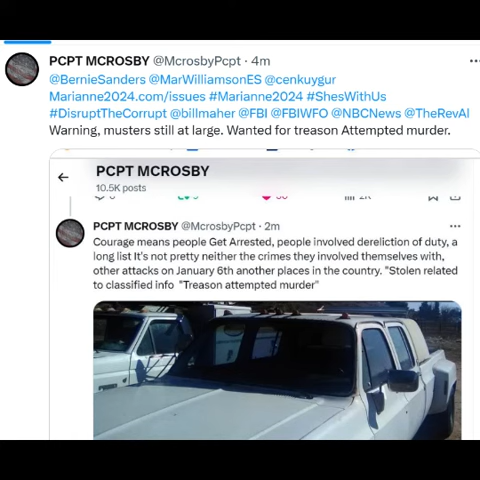 PCPT MCROSBY @McrosbyPcpt · 4m
@BernieSanders @MarWilliamsonES @cenkuygur
Marianne2024.com/issues #Marianne2024 #ShesWithUs
#DisruptTheCorrupt @billmaher @FBI @FBIWFO @NBCNews @TheRevAl
Warning, musters still at large. Wanted for treason Attempted murder.
PCPT MCROSBY
10.5K posts
PCPT MCROSBY @McrosbyPcpt · 2m
Courage means people Get Arrested, people involved dereliction of duty, a
long list It's not pretty neither the crimes they involved themselves with,
other attacks on January 6th another places in the country. "Stolen related
to classified info "Treason attempted murder"